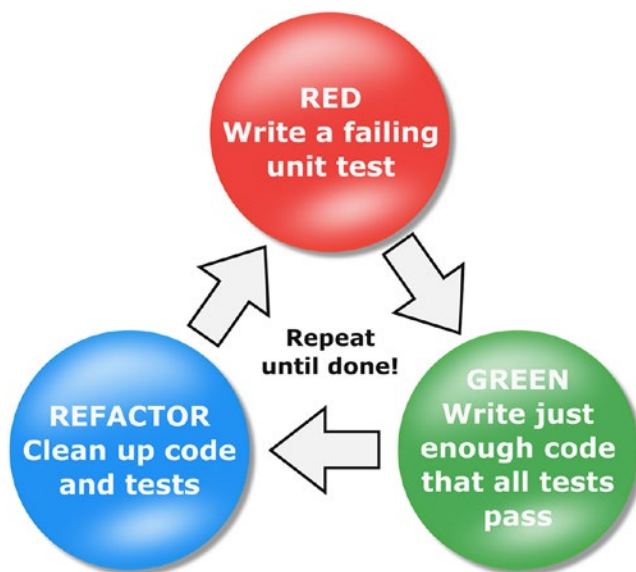 RED
Write a failing
unit test
Repeat
until done!
GREEN
Write just
enough code
that all tests
pass
REFACTOR
Clean up code
and tests